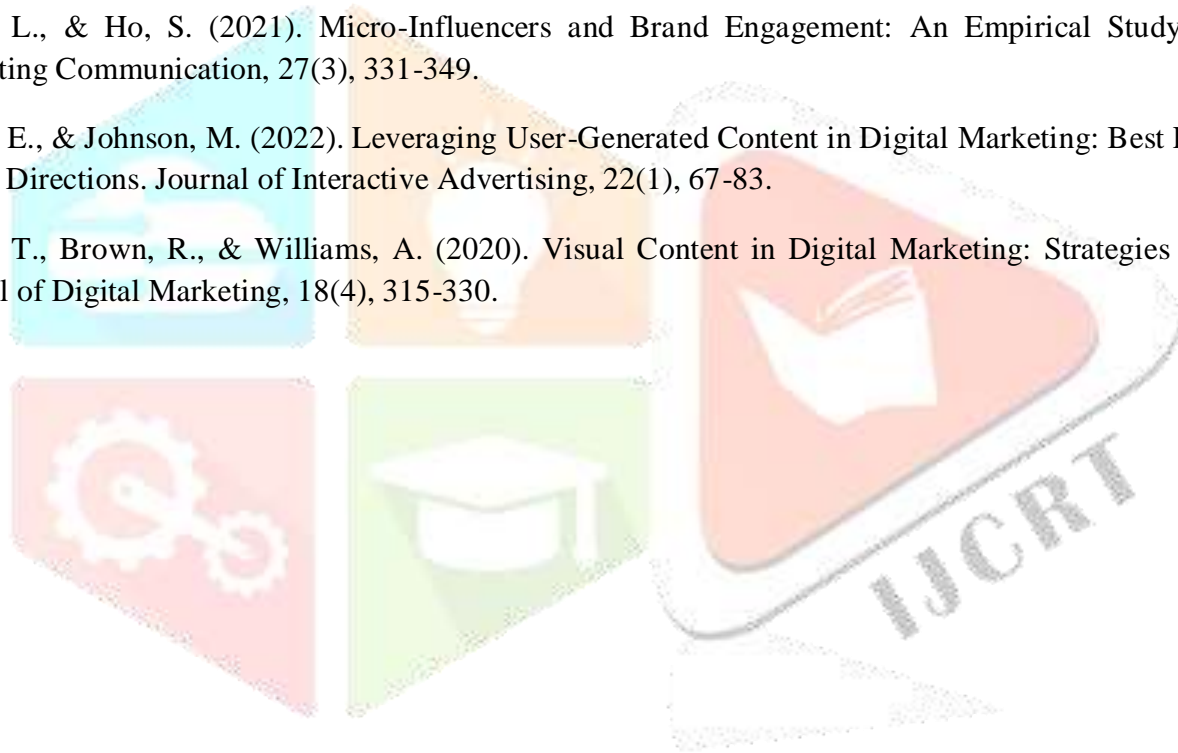 L., & Ho, S. (2021). Micro-Influencers and Brand Engagement: An Empirical Study
ting Communication, 27(3), 331-349.
E., & Johnson, M. (2022). Leveraging User-Generated Content in Digital Marketing: Best
Directions. Journal of Interactive Advertising, 22(1), 67-83.
T., Brown, R., & Williams, A. (2020). Visual Content in Digital Marketing: Strategies
l of Digital Marketing, 18(4), 315-330.
IJCRT